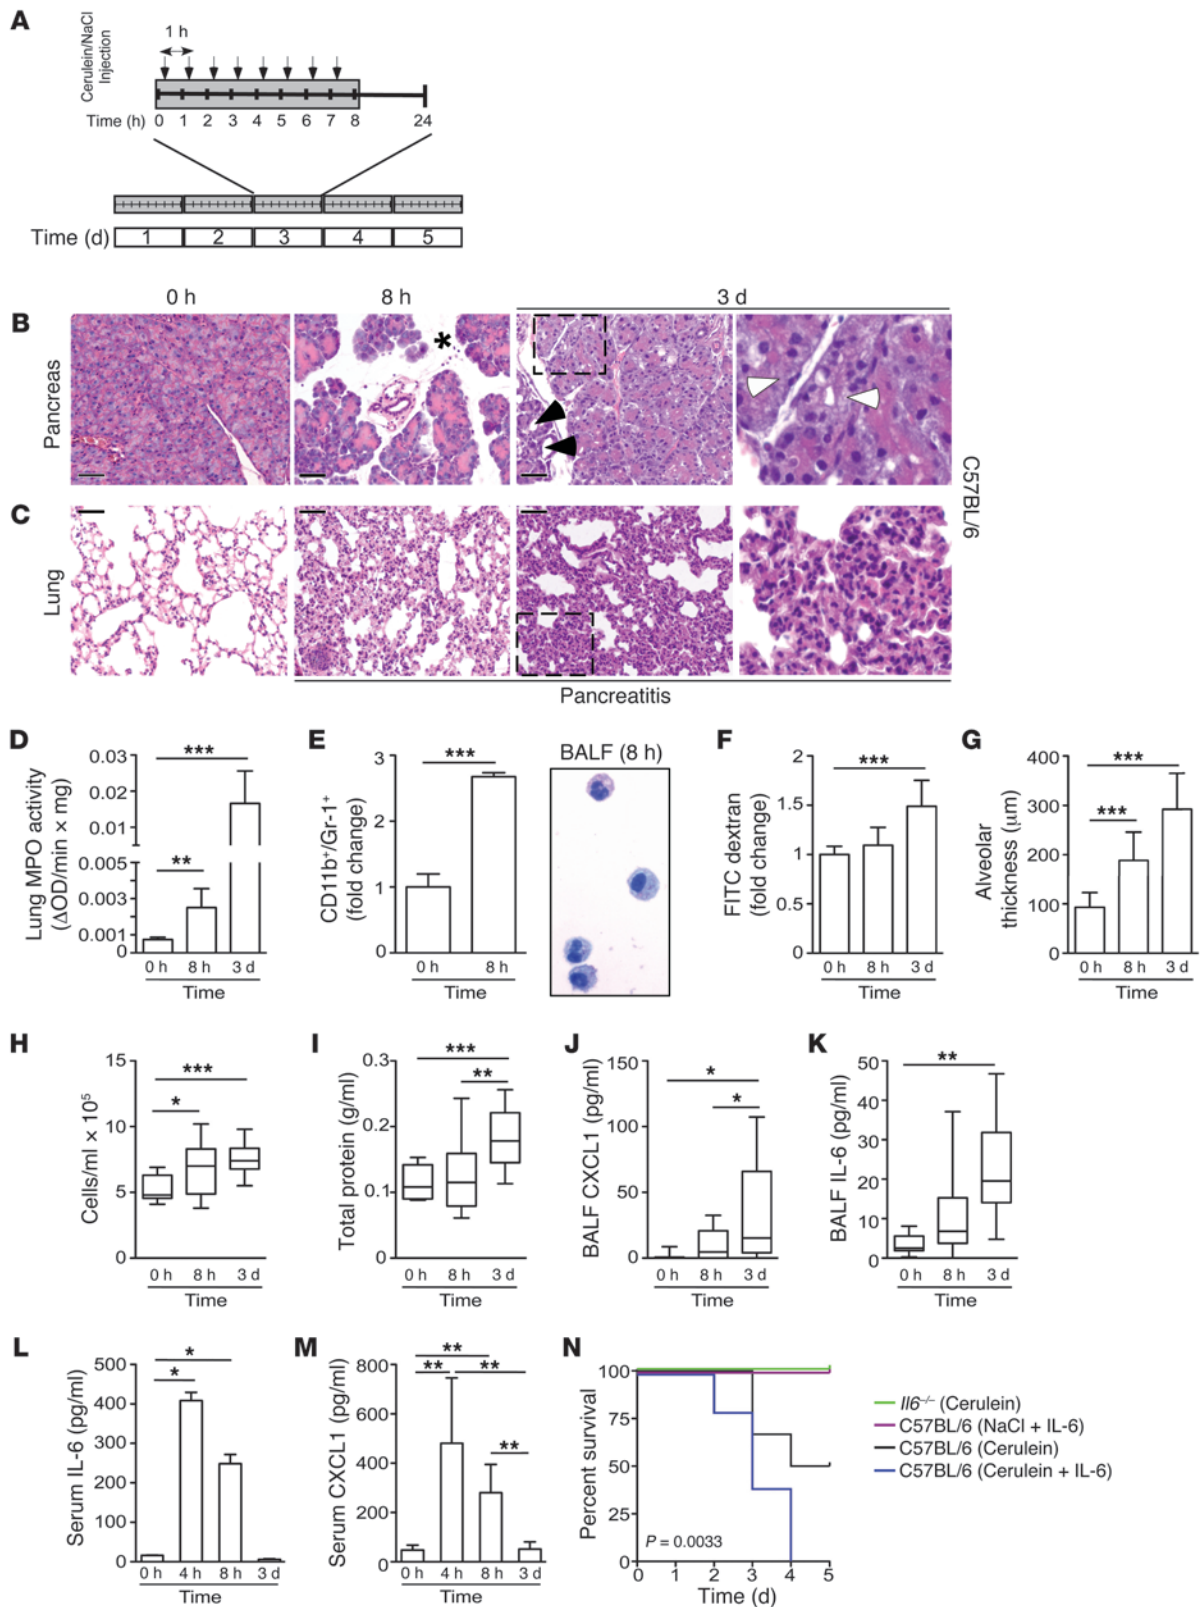 A
Cerulein/NaCl
Injection
1 h
Time (h)
0 1 2 3 4 5 6 7 8 24
Time (d)
1 2 3 4 5
0 h 8 h 3 d
B
Pancreas
*
C57BL/6
C
Lung
Pancreatitis
D
Lung MPO activity
(ΔOD/min × mg)
0.03
0.02
0.01
0.005
0.003
0.001
0
***
**
0 h 8 h 3 d
Time
E
CD11b⁺/Gr-1⁺
(fold change)
3
2
1
0
***
0 h 8 h
Time
BALF (8 h)
F
FITC dextran
(fold change)
2
1.5
1
0.5
0
***
0 h 8 h 3 d
Time
G
Alveolar
thickness (μm)
400
300
200
100
0
***
***
0 h 8 h 3 d
Time
H
Cells/ml × 10⁵
15
10
5
0
***
*
0 h 8 h 3 d
Time
I
Total protein (g/ml)
0.3
0.2
0.1
0
***
**
0 h 8 h 3 d
Time
J
BALF CXCL1 (pg/ml)
150
100
50
0
*
*
0 h 8 h 3 d
Time
K
BALF IL-6 (pg/ml)
50
40
30
20
10
0
**
0 h 8 h 3 d
Time
L
Serum IL-6 (pg/ml)
500
400
300
200
100
0
*
*
0 h 4 h 8 h 3 d
Time
M
Serum CXCL1 (pg/ml)
800
600
400
200
0
**
** **
**
0 h 4 h 8 h 3 d
Time
N
Percent survival
100
75
50
25
0
P = 0.0033
0 1 2 3 4 5
Time (d)
Il6⁻/⁻ (Cerulein)
C57BL/6 (NaCl + IL-6)
C57BL/6 (Cerulein)
C57BL/6 (Cerulein + IL-6)